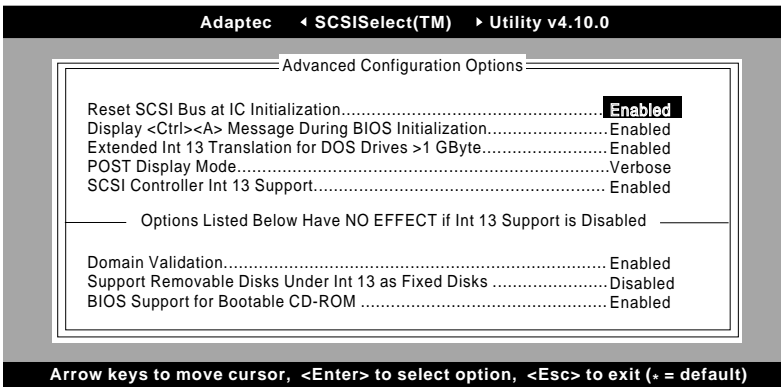 Adaptec ◂ SCSISelect(TM) ▸ Utility v4.10.0
Advanced Configuration Options
Reset SCSI Bus at IC Initialization..................................................... Enabled
Display <Ctrl><A> Message During BIOS Initialization........................Enabled
Extended Int 13 Translation for DOS Drives >1 GByte.........................Enabled
POST Display Mode...........................................................................Verbose
SCSI Controller Int 13 Support........................................................... Enabled
Options Listed Below Have NO EFFECT if Int 13 Support is Disabled
Domain Validation............................................................................. Enabled
Support Removable Disks Under Int 13 as Fixed Disks .......................Disabled
BIOS Support for Bootable CD-ROM ..................................................Enabled
Arrow keys to move cursor, <Enter> to select option, <Esc> to exit (* = default)